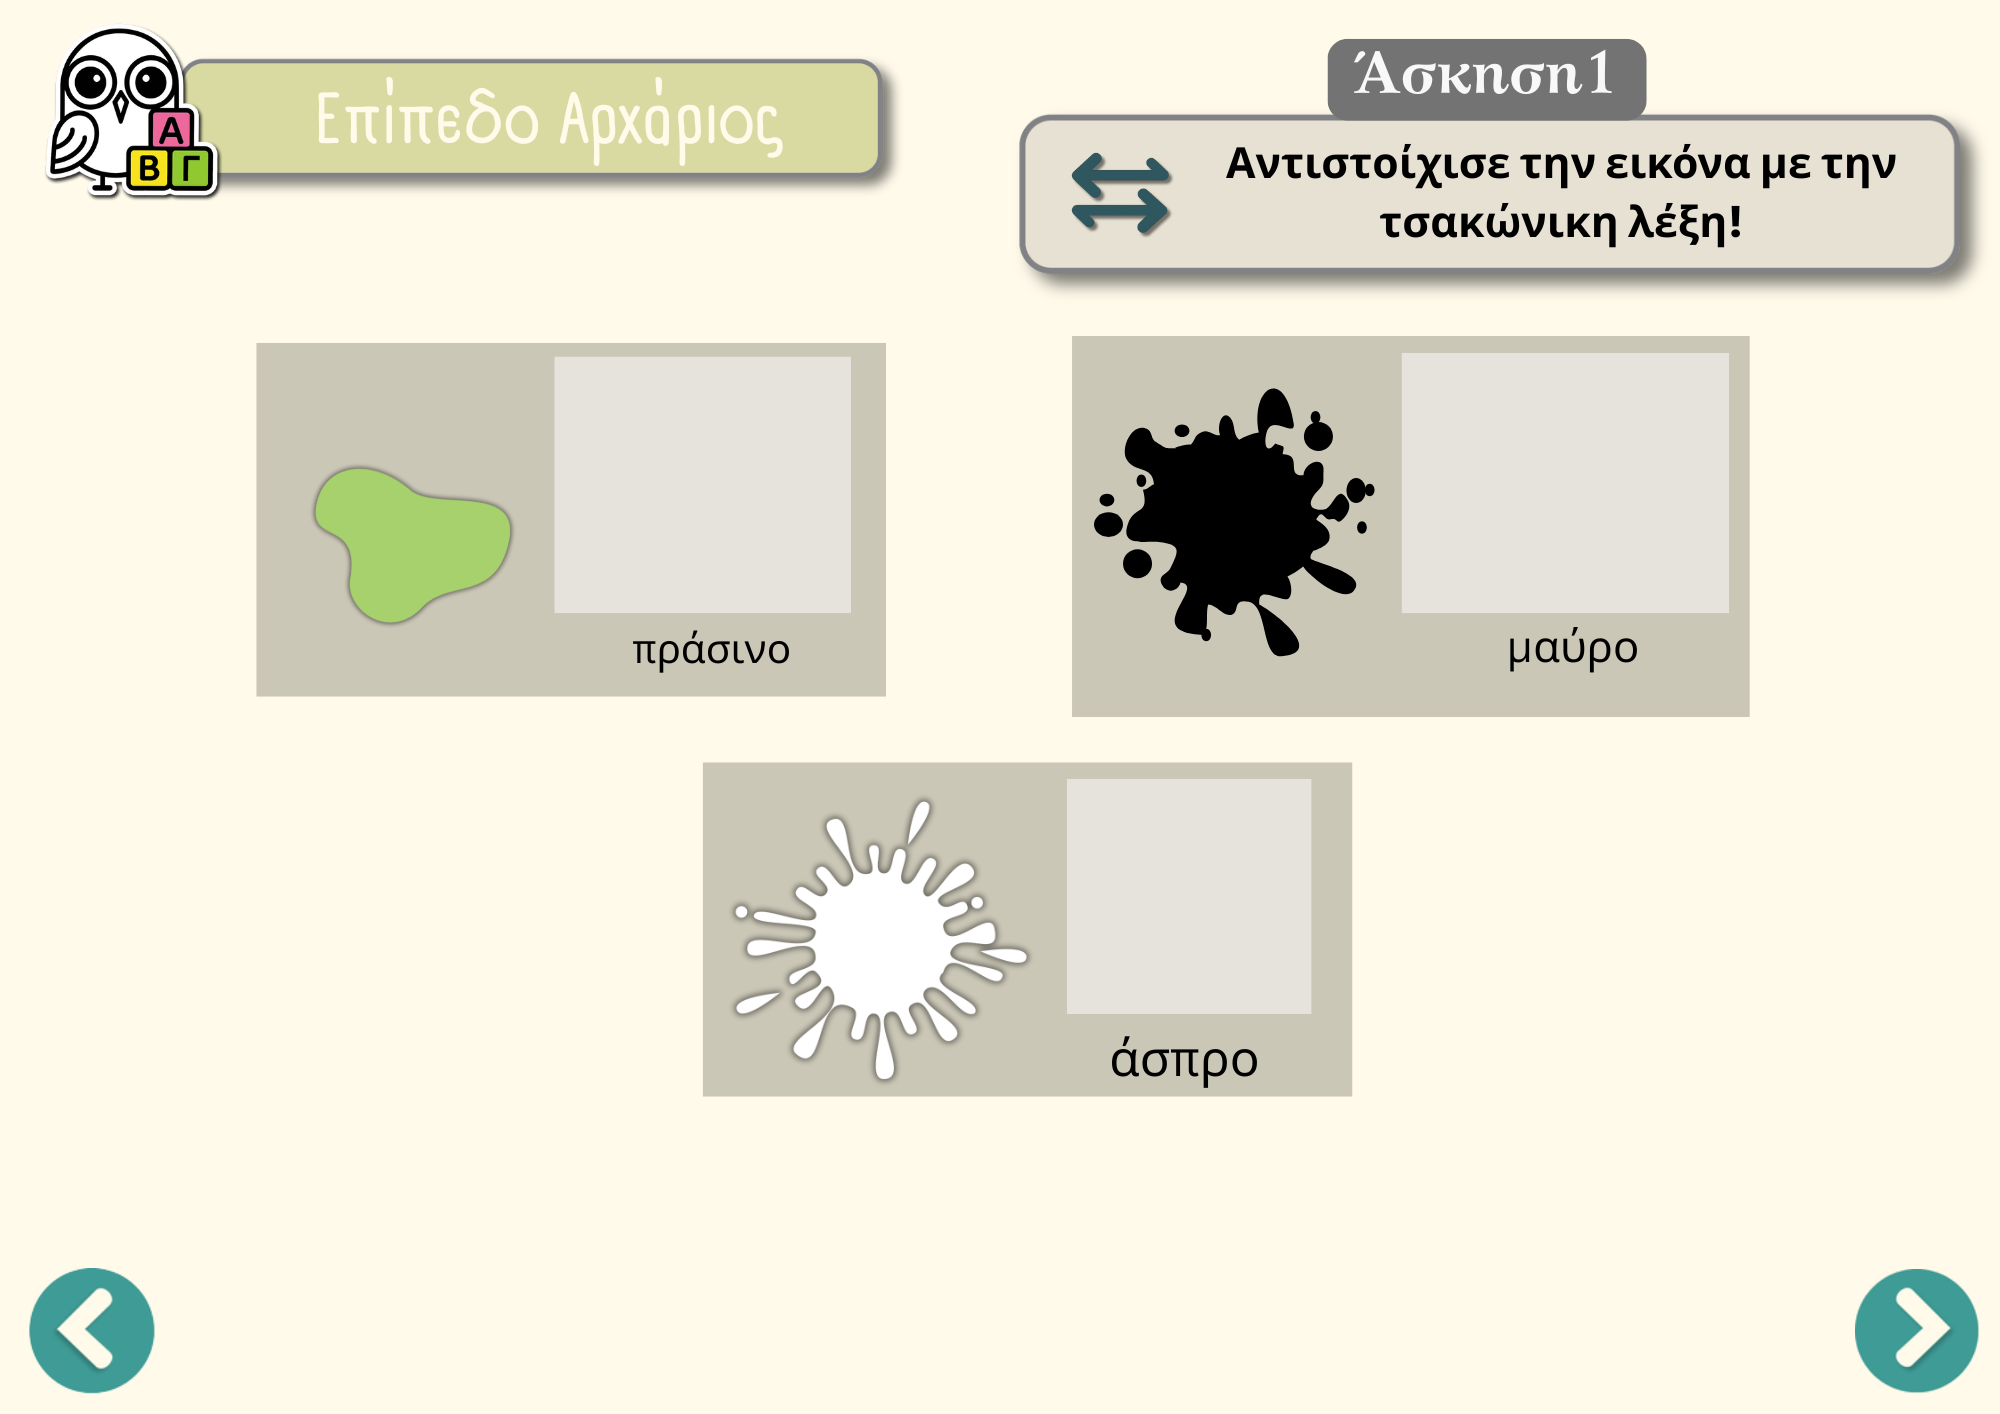 Α
Β Γ
Επίπεδο Αρχάριος
Άσκηση 1
Αντιστοίχισε την εικόνα με την
τσακώνικη λέξη!
πράσινο
μαύρο
άσπρο